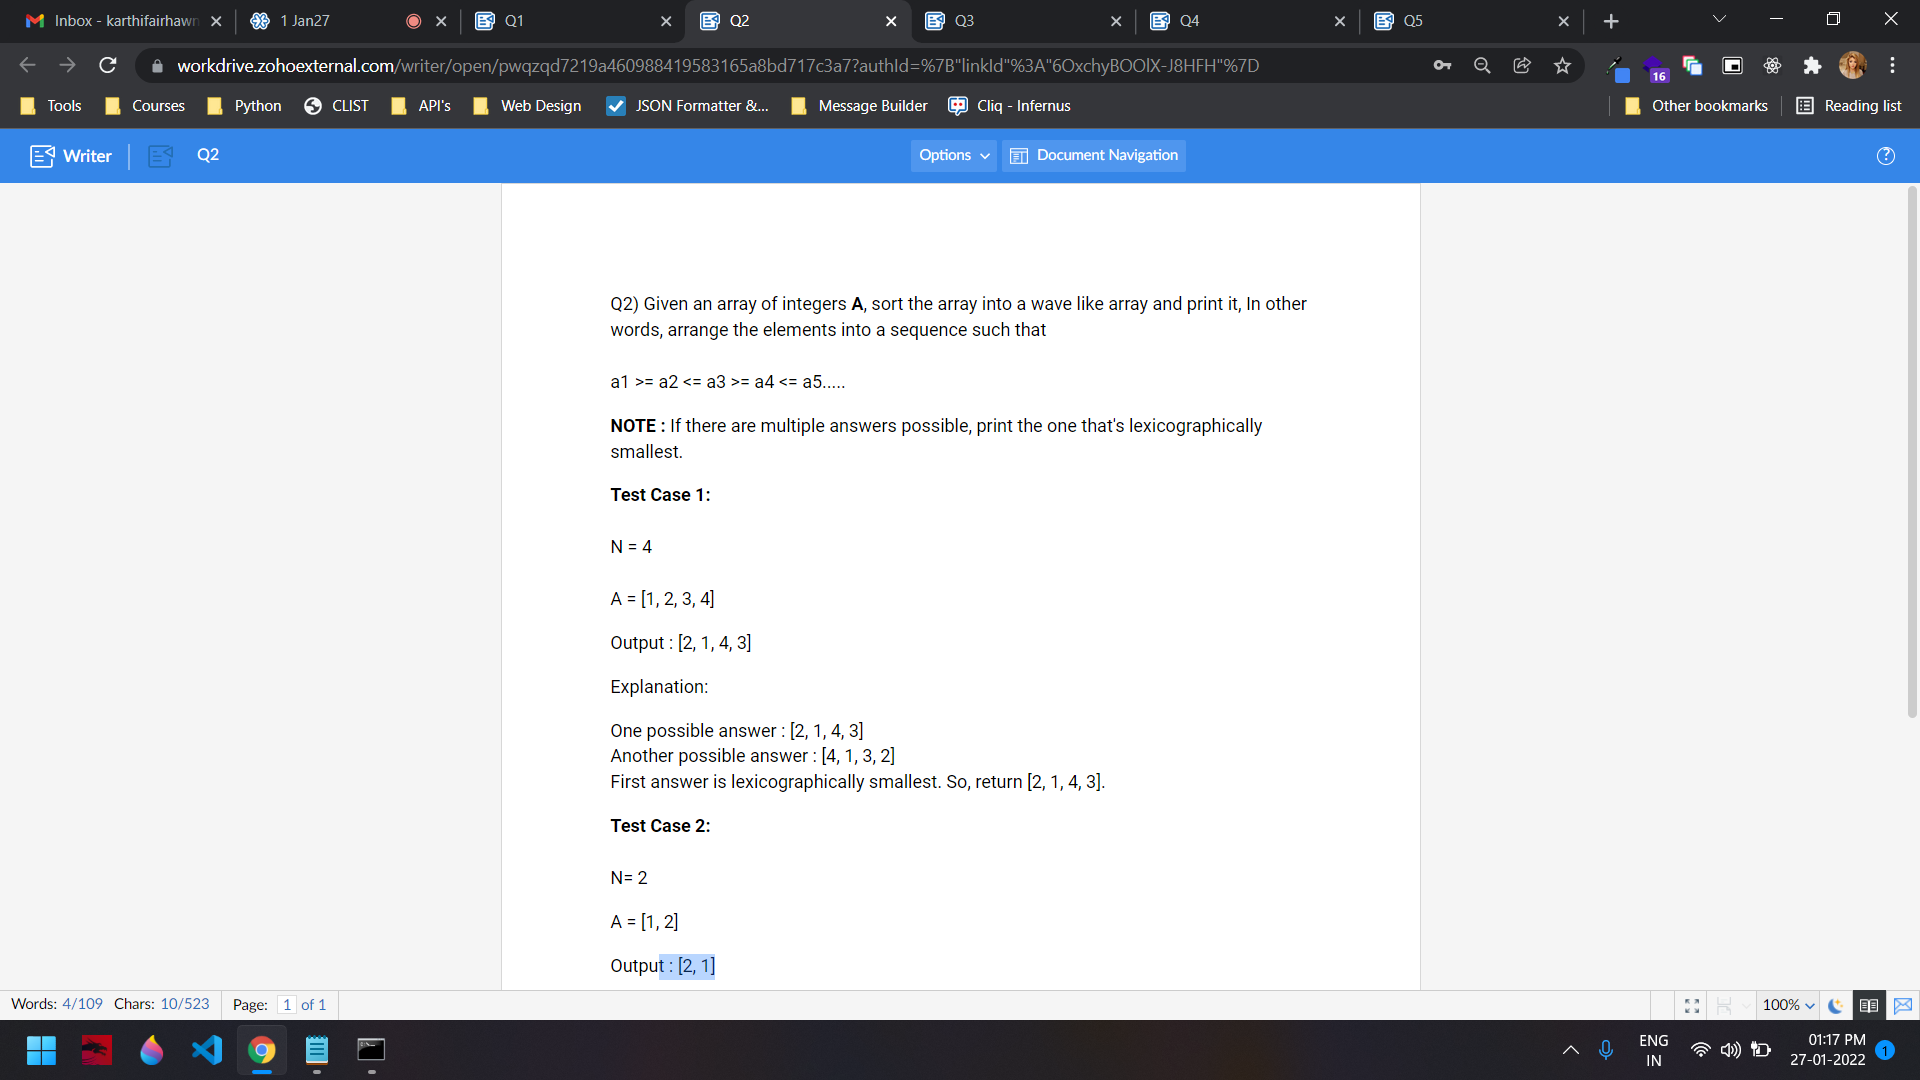 Inbox - karthifairhawn
1 Jan27
Q1
Q2
Q3
Q4
Q5
workdrive.zohoexternal.com/writer/open/pwqzqd7219a460988419583165a8bd717c3a7?authId=%7B"linkId"%3A"6OxchyBOOlX-J8HFH"%7D
16
Tools
Courses
Python
CLIST
API's
Web Design
JSON Formatter &...
Message Builder
Cliq - Infernus
Other bookmarks
Reading list
Writer
Q2
Options
Document Navigation
Q2) Given an array of integers A, sort the array into a wave like array and print it, In other
words, arrange the elements into a sequence such that
a1 >= a2 <= a3 >= a4 <= a5.....
NOTE : If there are multiple answers possible, print the one that's lexicographically
smallest.
Test Case 1:
N = 4
A = [1, 2, 3, 4]
Output : [2, 1, 4, 3]
Explanation:
One possible answer : [2, 1, 4, 3]
Another possible answer : [4, 1, 3, 2]
First answer is lexicographically smallest. So, return [2, 1, 4, 3].
Test Case 2:
N= 2
A = [1, 2]
Output : [2, 1]
Words: 4/109 Chars: 10/523 Page: 1 of 1
100%
ENG
IN
01:17 PM
27-01-2022
1